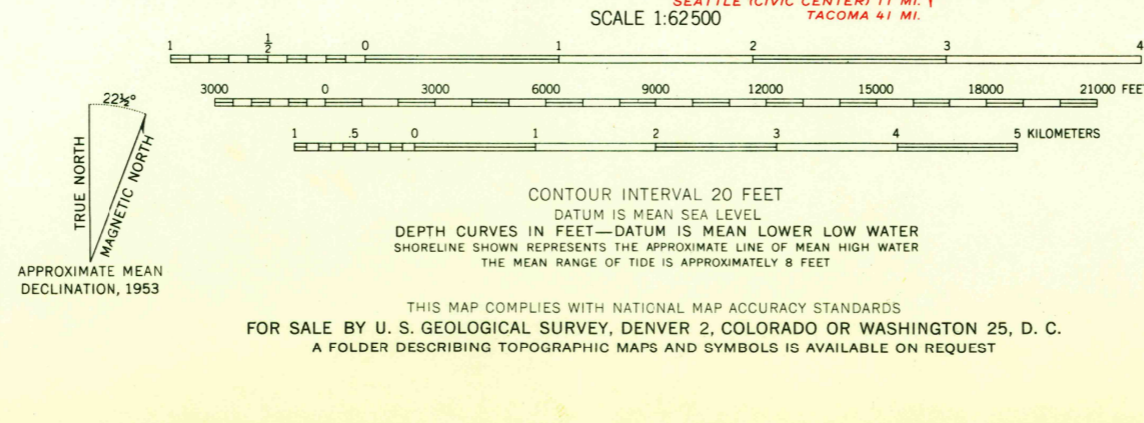 SEATTLE (CIVIC CENTER) 11 MI.
TACOMA 41 MI.
SCALE 1:62500
1 ½ 0 1 2 3 4
3000 0 3000 6000 9000 12000 15000 18000 21000 FEET
1 .5 0 1 2 3 4 5 KILOMETERS
22½°
TRUE NORTH
MAGNETIC NORTH
APPROXIMATE MEAN
DECLINATION, 1953
CONTOUR INTERVAL 20 FEET
DATUM IS MEAN SEA LEVEL
DEPTH CURVES IN FEET—DATUM IS MEAN LOWER LOW WATER
SHORELINE SHOWN REPRESENTS THE APPROXIMATE LINE OF MEAN HIGH WATER
THE MEAN RANGE OF TIDE IS APPROXIMATELY 8 FEET
THIS MAP COMPLIES WITH NATIONAL MAP ACCURACY STANDARDS
FOR SALE BY U. S. GEOLOGICAL SURVEY, DENVER 2, COLORADO OR WASHINGTON 25, D. C.
A FOLDER DESCRIBING TOPOGRAPHIC MAPS AND SYMBOLS IS AVAILABLE ON REQUEST